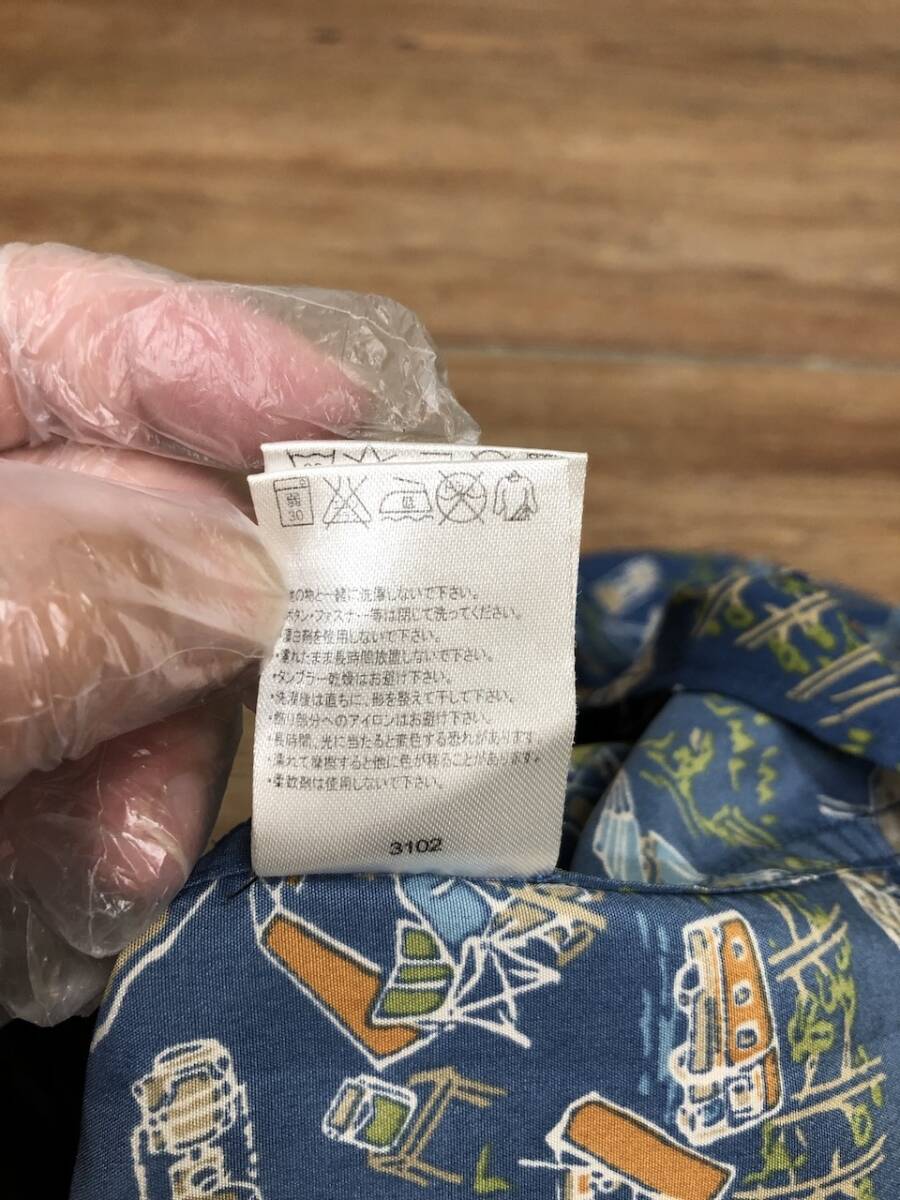 弱
30
中
の物と一緒に洗濯しないで下さい。
ボタン・ファスナー等は閉じて洗ってください。
漂白剤を使用しないで下さい。
・濡れたまま長時間放置しないで下さい。
・タンブラー乾燥はお避け下さい。
・洗濯後は直ちに、形を整えて干して下さい。
・飾り部分へのアイロンはお避け下さい。
・長時間、光に当たると変色する恐れがあります
・濡れて摩擦すると他に色が移ることがあります。
・柔軟剤は使用しないで下さい。
3102